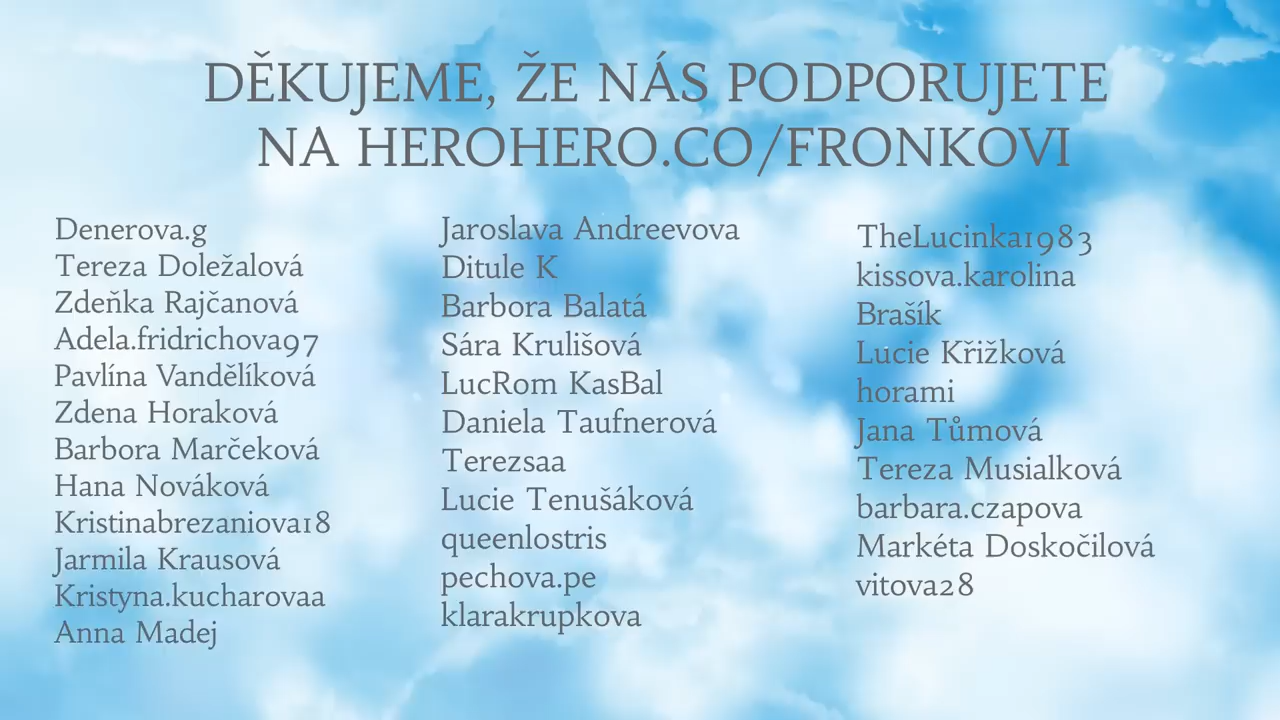 DĚKUJEME, ŽE NÁS PODPORUJETE
NA HEROHERO.CO/FRONKOVI
Denerova.g
Tereza Doležalová
Zdeňka Rajčanová
Adela.fridrichova97
Pavlína Vandělíková
Zdena Horaková
Barbora Marčeková
Hana Nováková
Kristinabrezaniova18
Jarmila Krausová
Kristyna.kucharovaa
Anna Madej
Jaroslava Andreevova
Ditule K
Barbora Balatá
Sára Krulišová
LucRom KasBal
Daniela Taufnerová
Terezsaa
Lucie Tenušáková
queenlostris
pechova.pe
klarakrupkova
TheLucinka1983
kissova.karolina
Brašík
Lucie Křižková
horami
Jana Tůmová
Tereza Musialková
barbara.czapova
Markéta Doskočilová
vitova28